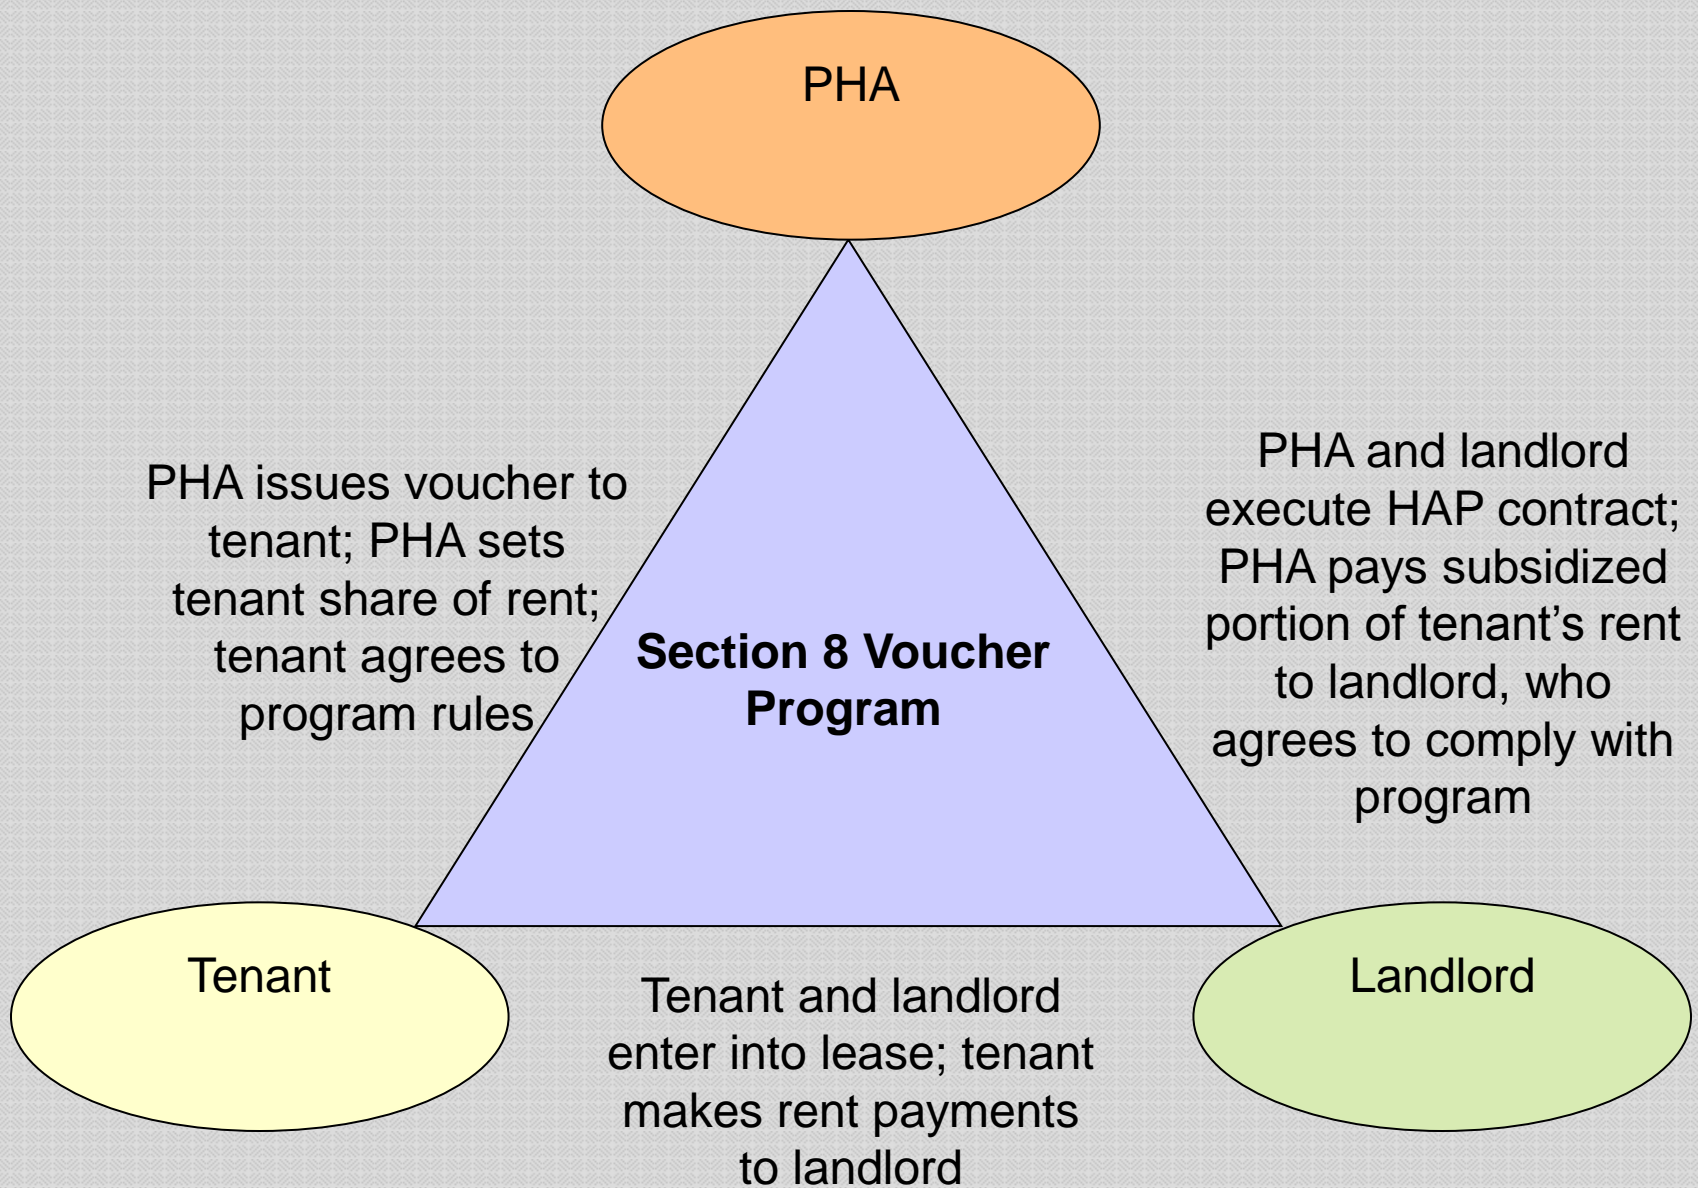 PHA
PHA issues voucher to
tenant; PHA sets
tenant share of rent;
tenant agrees to
program rules
Section 8 Voucher
Program
PHA and landlord
execute HAP contract;
PHA pays subsidized
portion of tenant’s rent
to landlord, who
agrees to comply with
program
Tenant
Tenant and landlord
enter into lease; tenant
makes rent payments
to landlord
Landlord